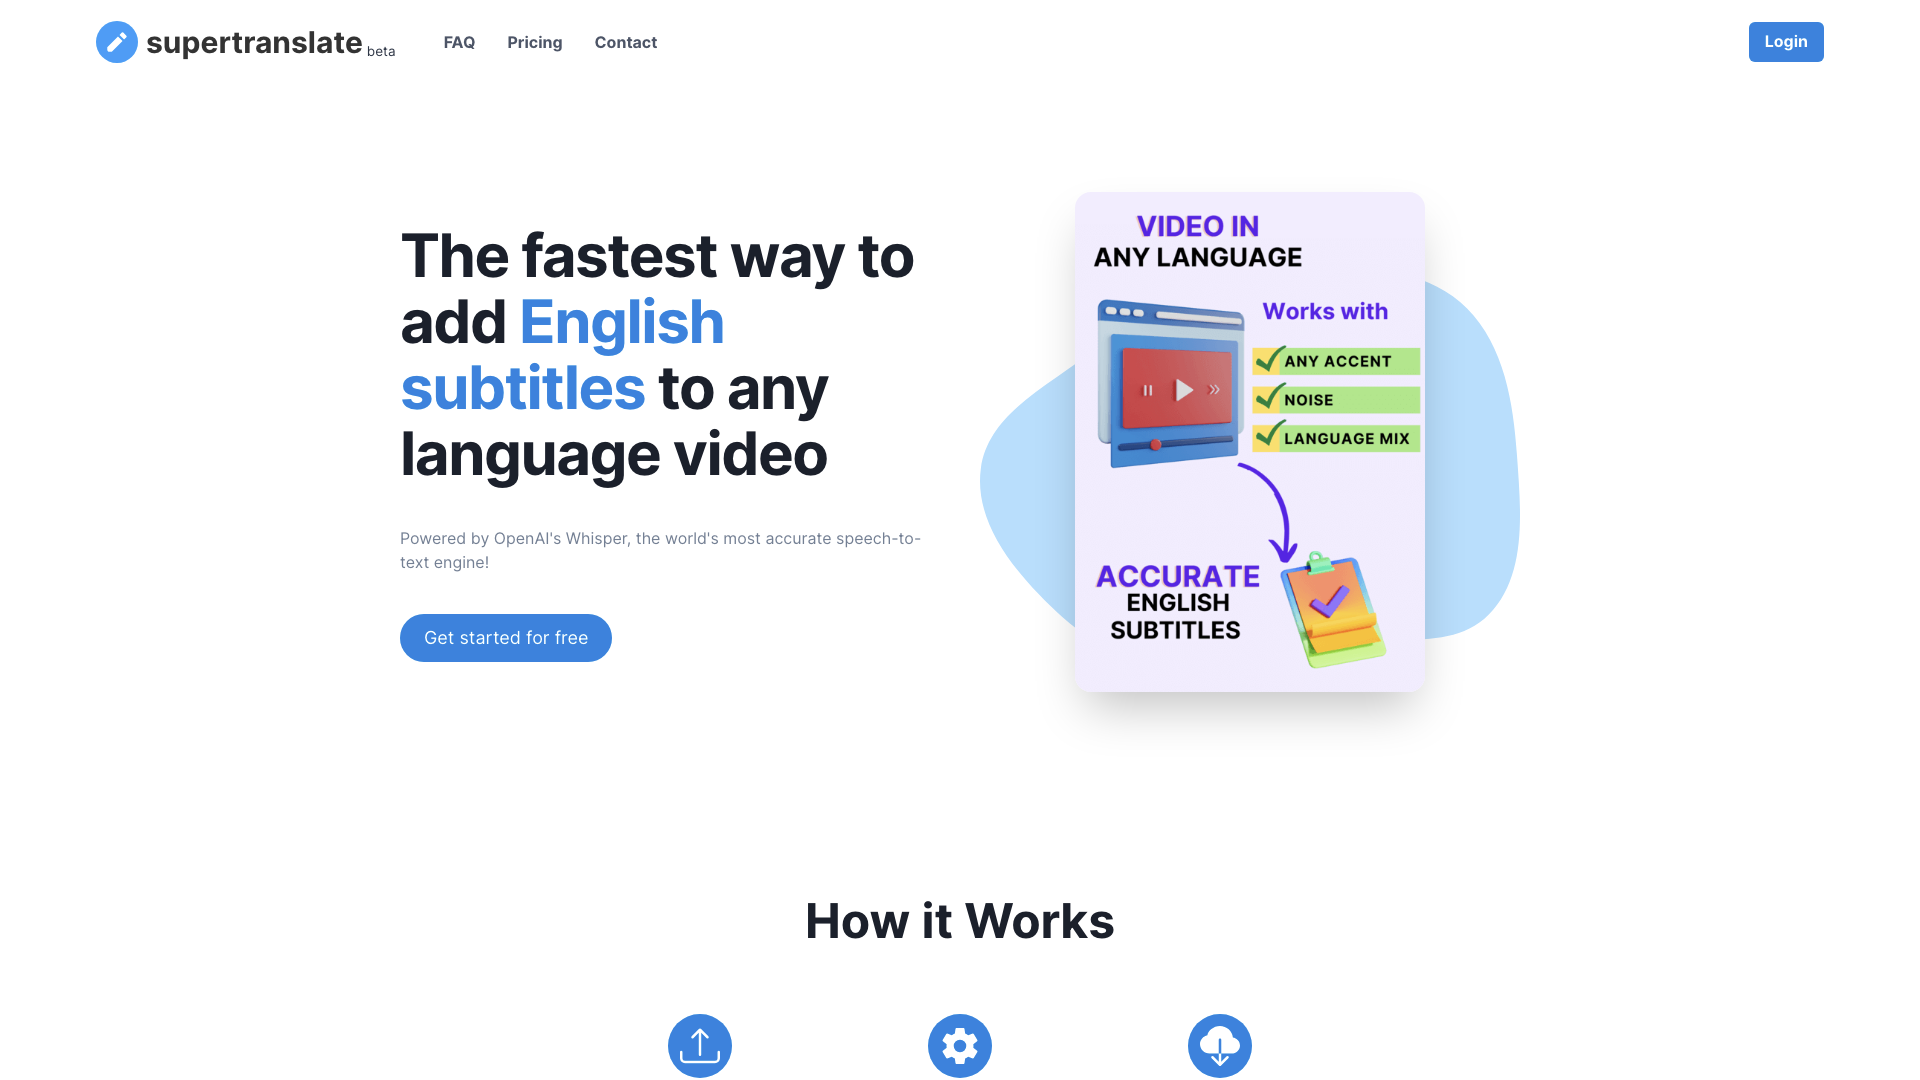 supertranslate beta
FAQ
Pricing
Contact
Login
The fastest way to
add English
subtitles to any
language video
Powered by OpenAI's Whisper, the world's most accurate speech-to-
text engine!
Get started for free
VIDEO IN
ANY LANGUAGE
Works with
ANY ACCENT
NOISE
LANGUAGE MIX
ACCURATE
ENGLISH
SUBTITLES
How it Works